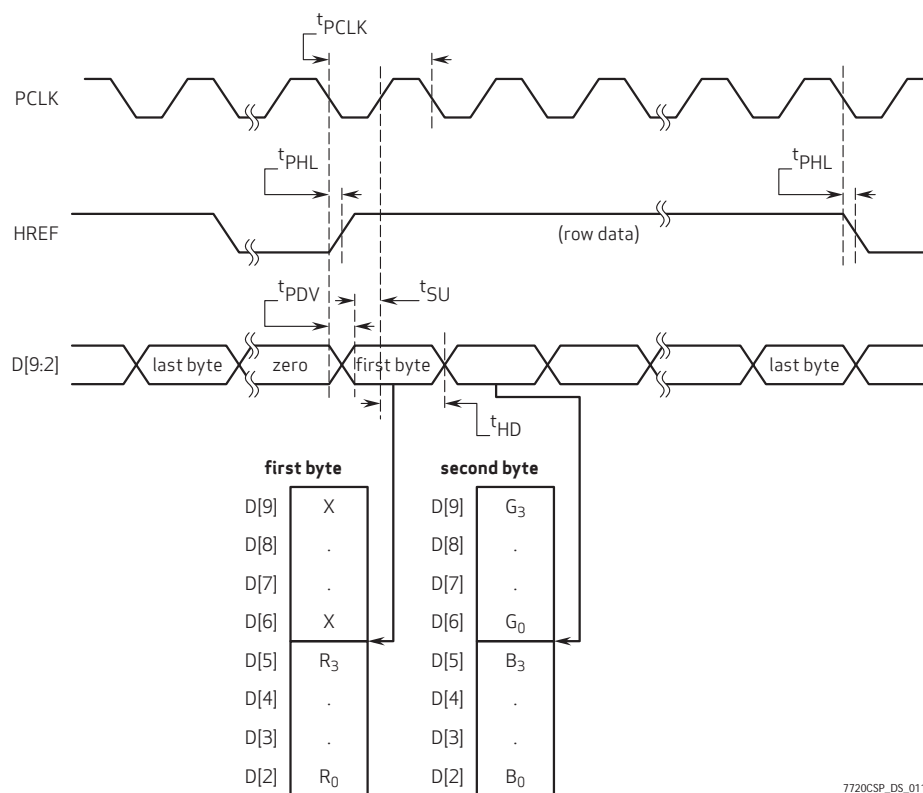 tPCLK
PCLK
tPHL
tPHL
HREF
(row data)
tPDV
tSU
D[9:2]
last byte
zero
first byte
last byte
tHD
first byte
second byte
D[9] X
D[9] G3
D[8] .
D[8] .
D[7] .
D[7] .
D[6] X
D[6] G0
D[5] R3
D[5] B3
D[4] .
D[4] .
D[3] .
D[3] .
D[2] R0
D[2] B0